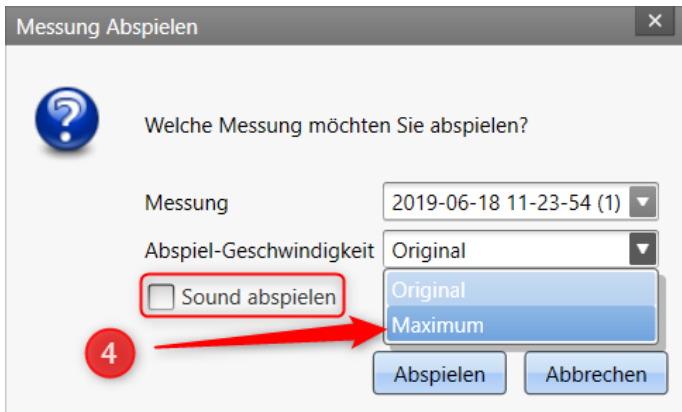 Messung Abspielen
Welche Messung möchten Sie abspielen?
Messung 2019-06-18 11-23-54 (1)
Abspiel-Geschwindigkeit Original
Sound abspielen Original
Maximum
4
Abspielen Abbrechen